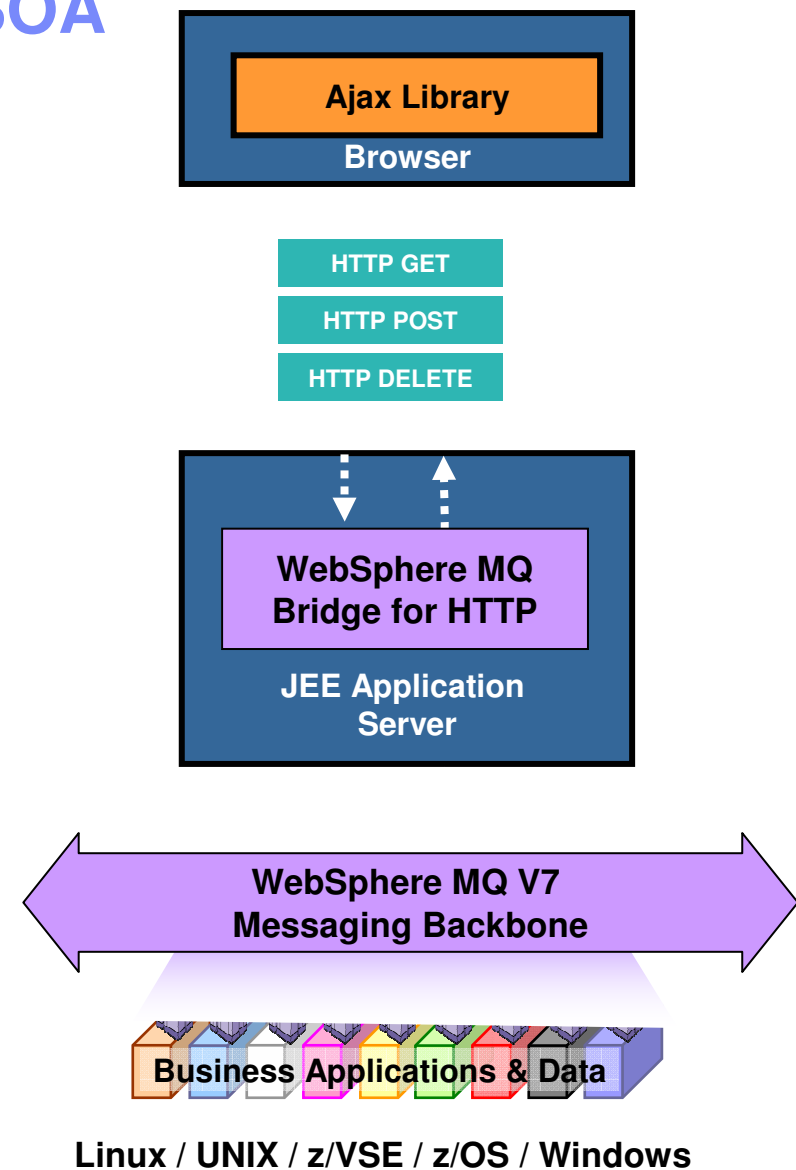 Ajax Library
Browser
HTTP GET
HTTP POST
HTTP DELETE
WebSphere MQ
Bridge for HTTP
JEE Application
Server
WebSphere MQ V7
Messaging Backbone
Business Applications & Data
Linux / UNIX / z/VSE / z/OS / Windows